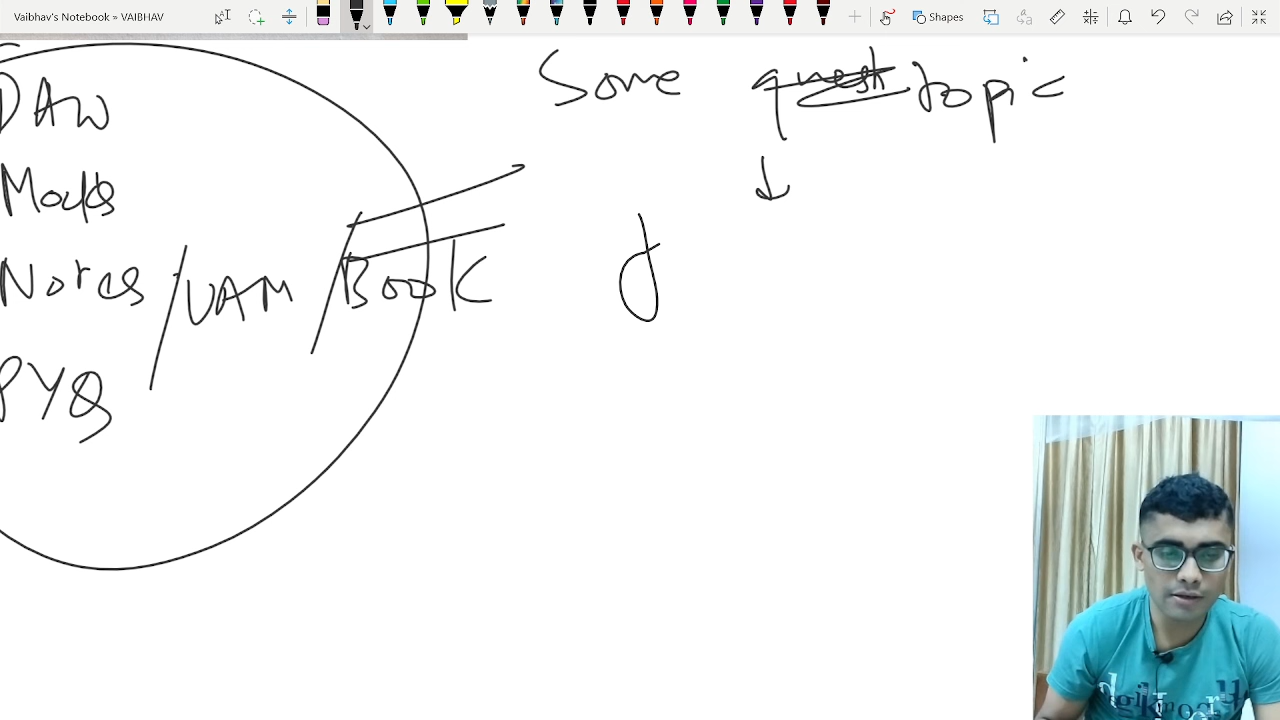 Vaibhav's Notebook - VAIBHAV
Shapes
Some quest topic
DAW
Mocks
Notes / VAM / Book
PYQ